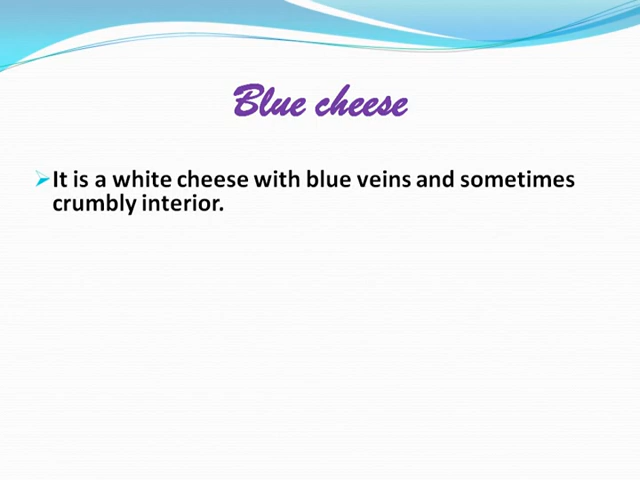 Blue cheese
It is a white cheese with blue veins and sometimes
crumbly interior.